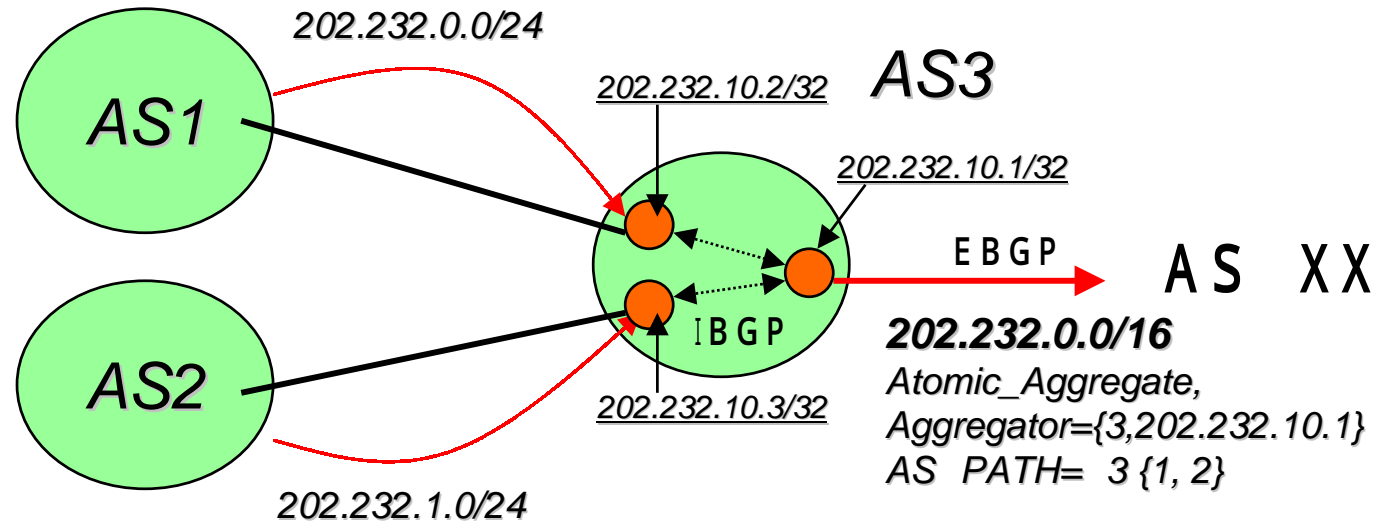 202.232.0.0/24
AS3
202.232.10.2/32
AS1
202.232.10.1/32
EBGP
AS XX
IBGP
202.232.0.0/16
Atomic_Aggregate,
Aggregator={3,202.232.10.1}
AS PATH= 3 {1, 2}
AS2
202.232.10.3/32
202.232.1.0/24